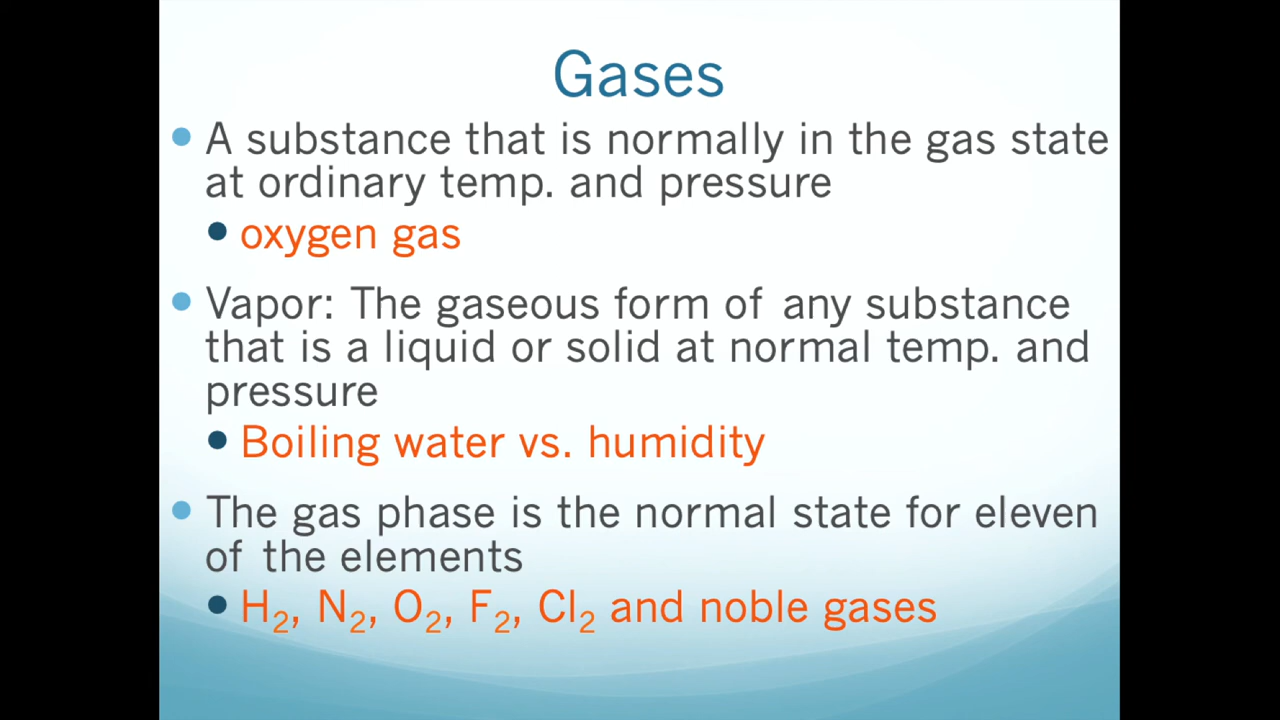 Gases
• A substance that is normally in the gas state
at ordinary temp. and pressure
• oxygen gas
• Vapor: The gaseous form of any substance
that is a liquid or solid at normal temp. and
pressure
• Boiling water vs. humidity
• The gas phase is the normal state for eleven
of the elements
• H₂, N₂, O₂, F₂, Cl₂ and noble gases